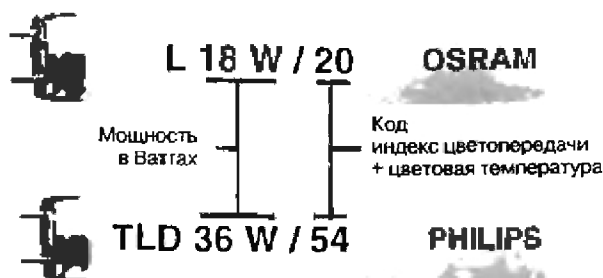 L 18 W / 20 OSRAM
Мощность
в Ваттах
Код
индекс цветопередачи
+ цветовая температура
TLD 36 W / 54 PHILIPS